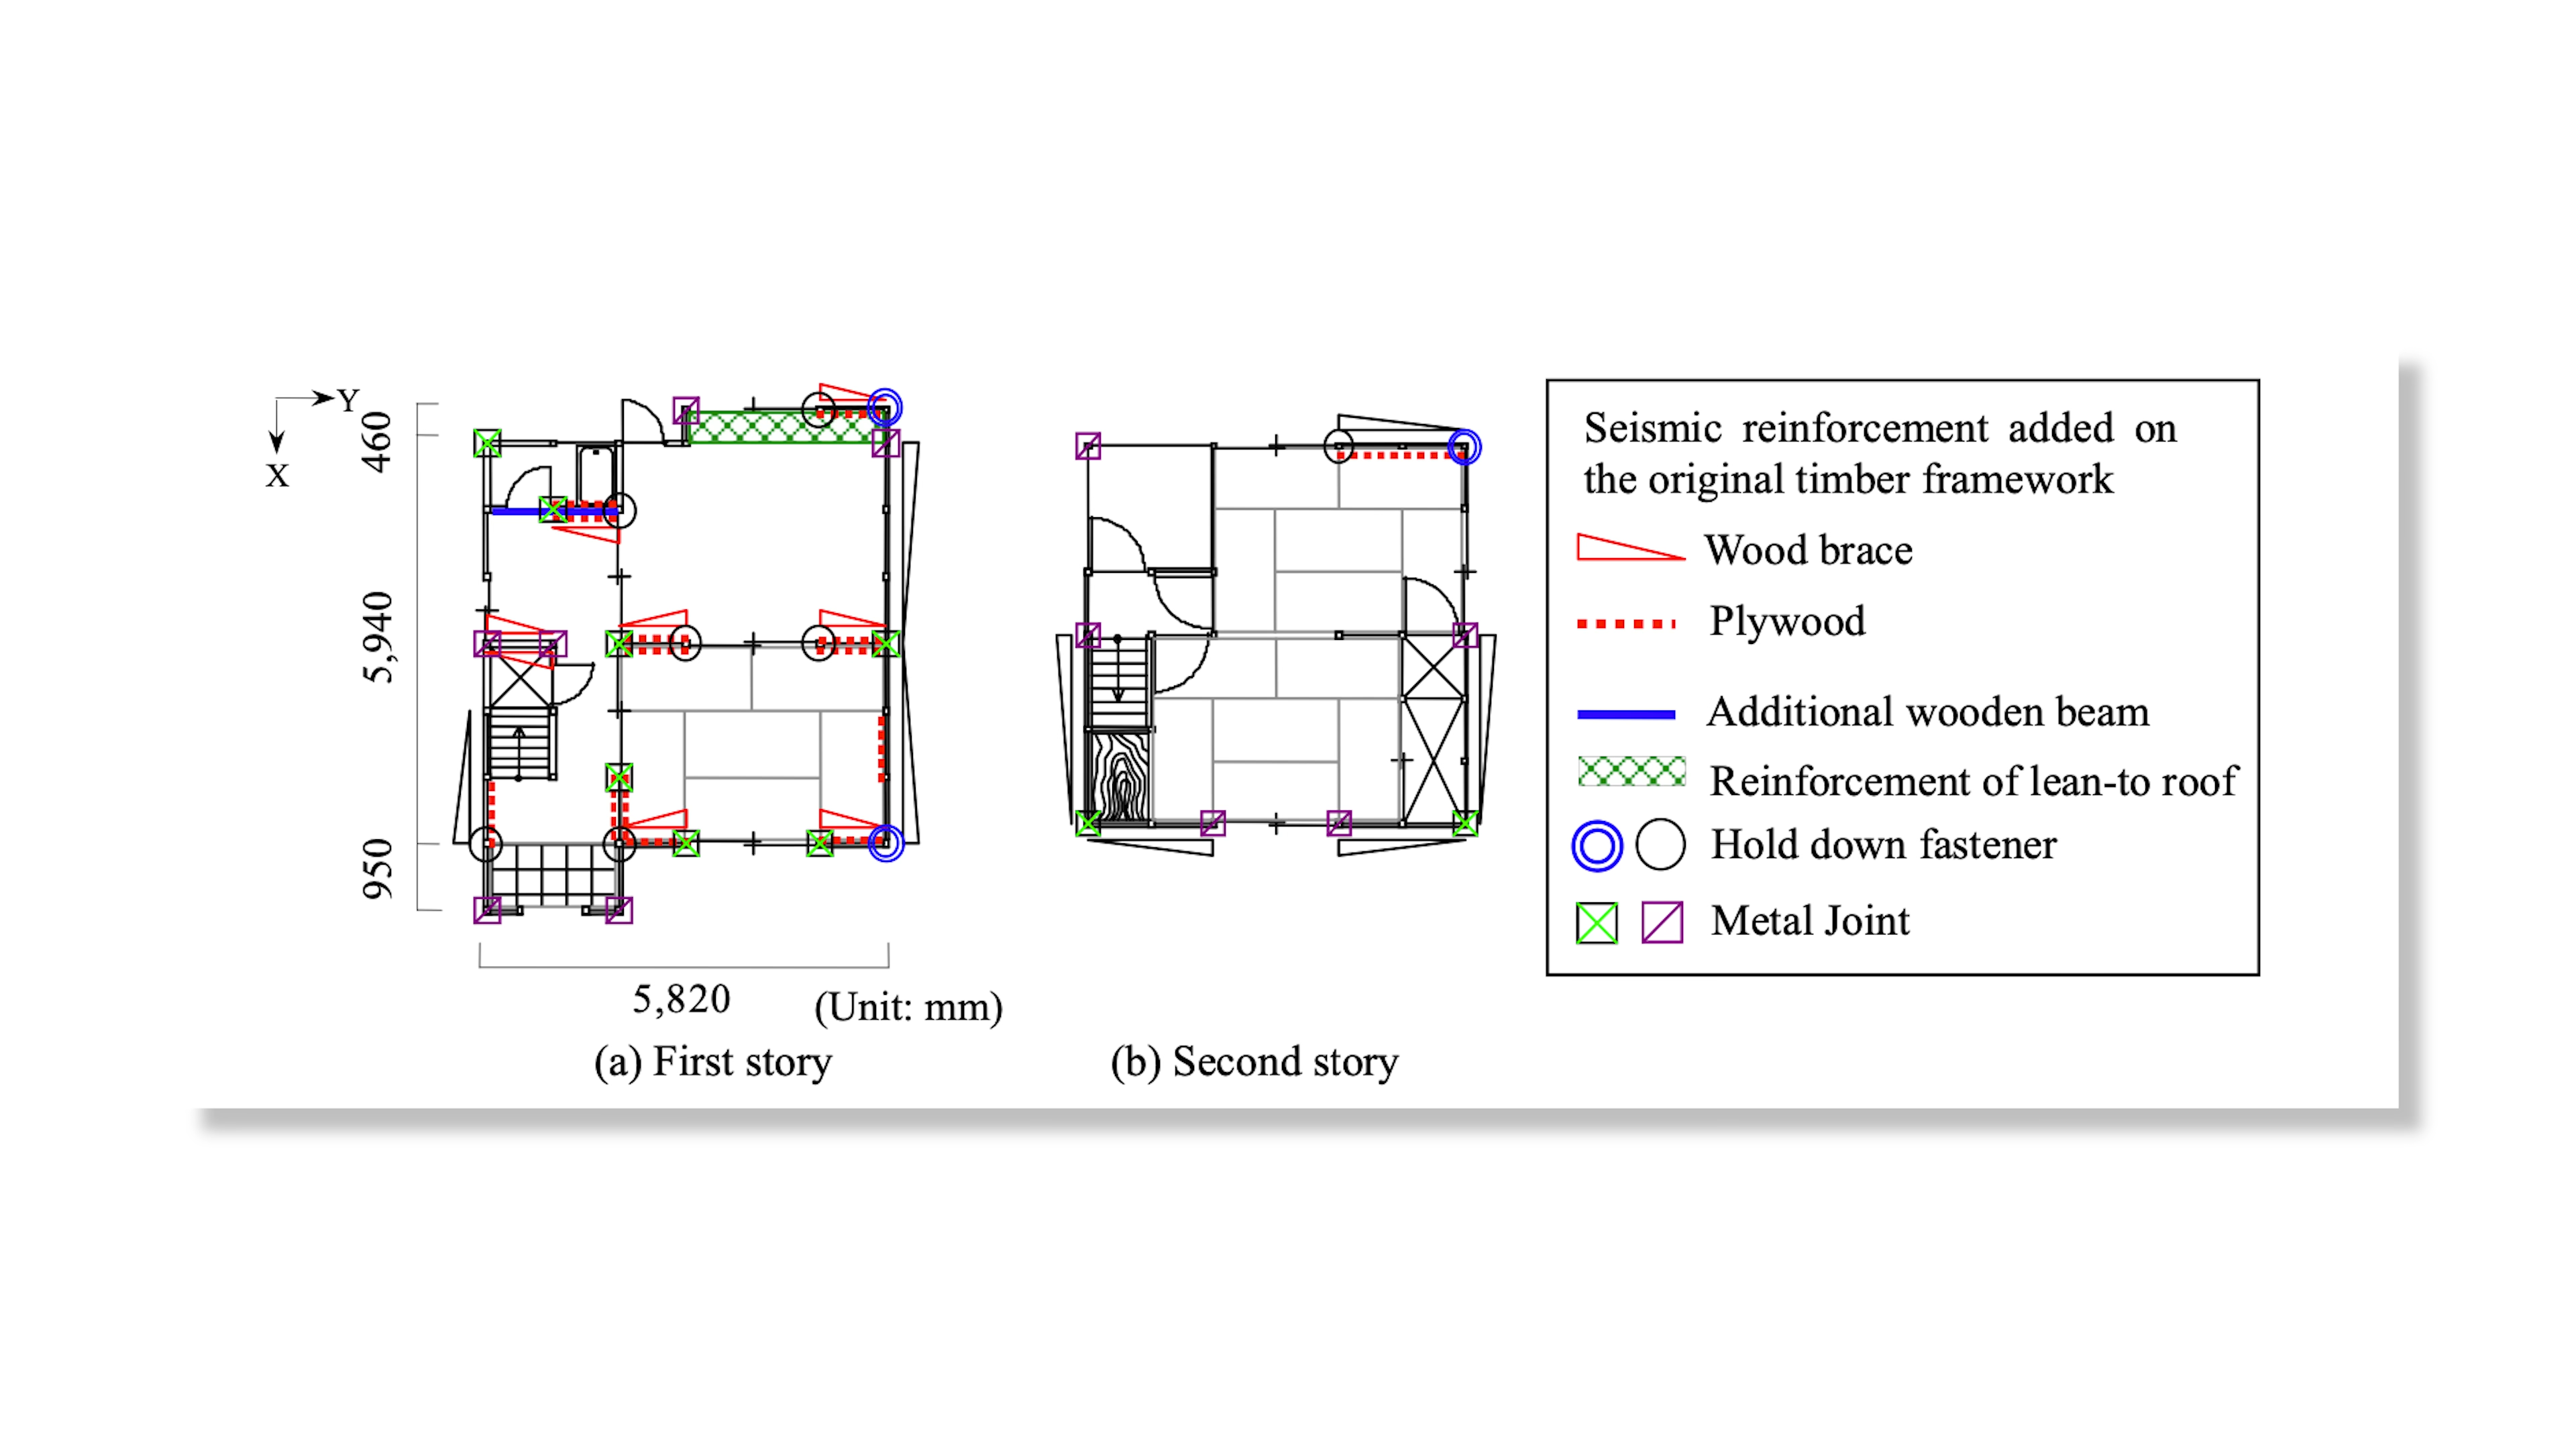 Y
X
460
5,940
950
5,820
(Unit: mm)
(a) First story
(b) Second story
Seismic reinforcement added on
the original timber framework
Wood brace
Plywood
Additional wooden beam
Reinforcement of lean-to roof
Hold down fastener
Metal Joint